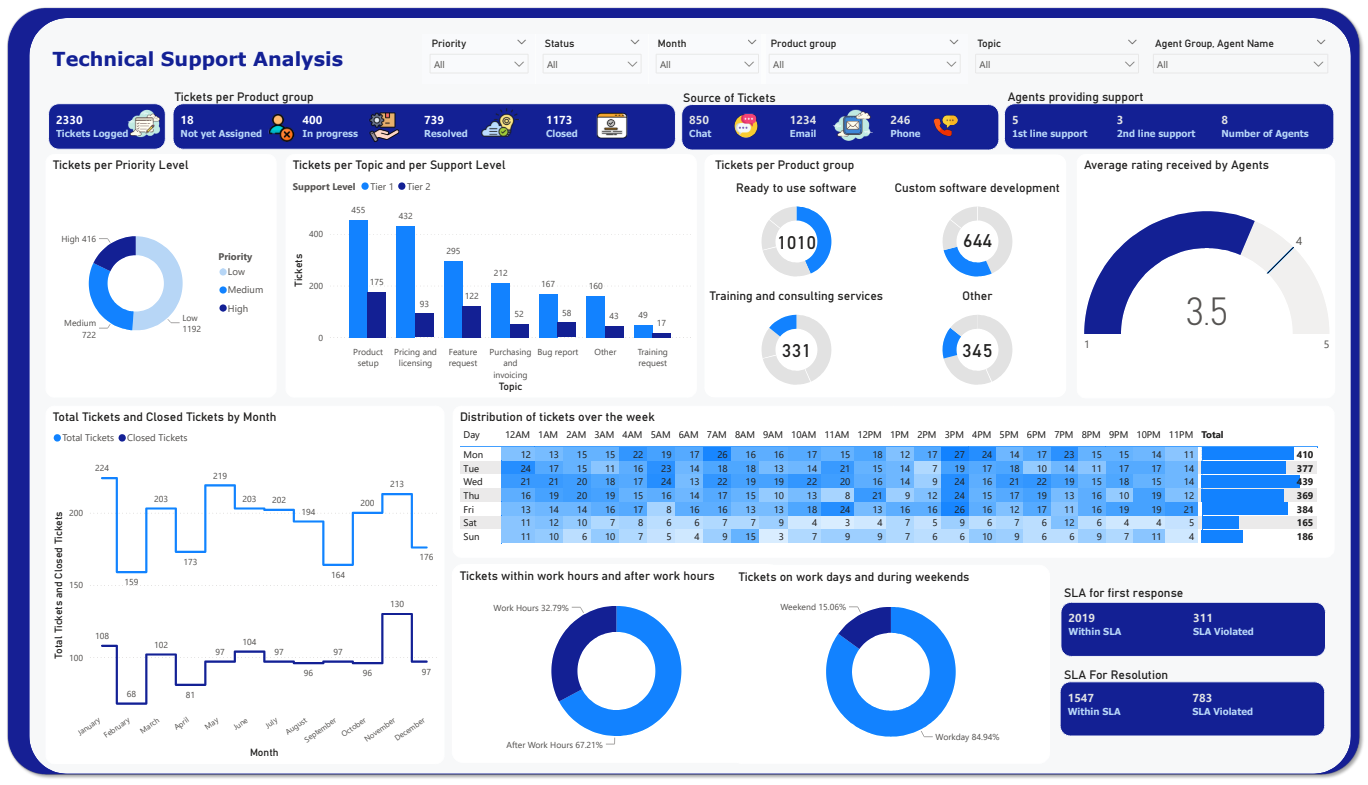 Technical Support Analysis
Priority
All
Status
All
Month
All
Product group
All
Topic
All
Agent Group, Agent Name
All
2330
Tickets Logged
Tickets per Product group
18
Not yet Assigned
400
In progress
739
Resolved
1173
Closed
Source of Tickets
850
Chat
1234
Email
246
Phone
Agents providing support
5
1st line support
3
2nd line support
8
Number of Agents
Tickets per Priority Level
High 416
Medium
722
Low
1192
Priority
Low
Medium
High
Tickets per Topic and per Support Level
Support Level Tier 1 Tier 2
Tickets
400
200
0
455 175
432 93
295 122
212 52
167 58
160 43
49 17
Product setup
Pricing and licensing
Feature request
Purchasing and invoicing
Bug report
Other
Training request
Topic
Tickets per Product group
Ready to use software
1010
Custom software development
644
Training and consulting services
331
Other
345
Average rating received by Agents
4
3.5
1
5
Total Tickets and Closed Tickets by Month
Total Tickets Closed Tickets
Total Tickets and Closed Tickets
200
150
100
224 159 203 173 219 203 202 194 164 200 213 176
108 68 102 81 97 104 97 96 97 96 130 97
January February March April May June July August September October November December
Month
Distribution of tickets over the week
Day 12AM 1AM 2AM 3AM 4AM 5AM 6AM 7AM 8AM 9AM 10AM 11AM 12PM 1PM 2PM 3PM 4PM 5PM 6PM 7PM 8PM 9PM 10PM 11PM Total
Mon 12 13 15 15 22 19 17 26 16 16 17 15 18 12 17 27 24 14 17 23 15 15 14 11 410
Tue 24 17 15 11 16 23 14 18 18 13 14 21 15 14 7 19 17 18 10 14 11 17 17 14 377
Wed 21 21 20 18 17 24 13 22 19 19 22 20 16 14 9 24 16 21 22 19 15 18 15 14 439
Thu 16 19 20 19 16 15 14 17 15 10 13 8 21 9 12 24 15 17 19 13 16 10 19 12 369
Fri 13 14 14 16 17 8 16 16 13 13 18 24 13 16 16 26 16 12 17 11 16 19 19 21 384
Sat 11 12 10 7 8 6 6 7 7 9 4 3 4 7 5 9 6 7 6 12 6 4 4 5 165
Sun 11 10 6 10 7 5 4 9 15 3 7 9 9 7 6 6 10 9 6 6 9 7 11 4 186
Tickets within work hours and after work hours
Work Hours 32.79%
After Work Hours 67.21%
Tickets on work days and during weekends
Weekend 15.06%
Workday 84.94%
SLA for first response
2019
Within SLA
311
SLA Violated
SLA For Resolution
1547
Within SLA
783
SLA Violated